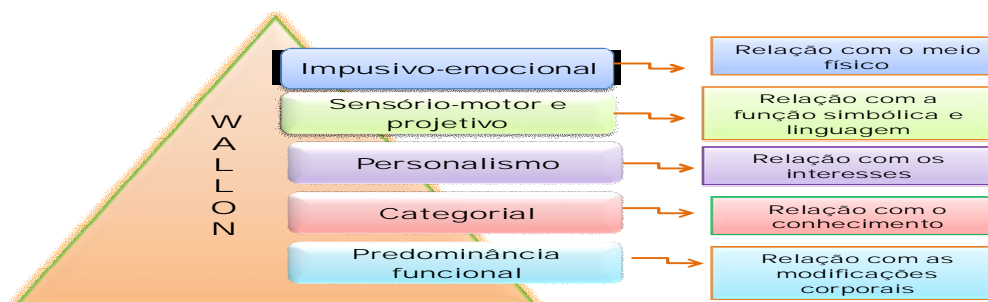 WALLON
Impusivo-emocional
Relação com o meio
físico
Sensório-motor e
projetivo
Relação com a
função simbólica e
linguagem
Personalismo
Relação com os
interesses
Categorial
Relação com o
conhecimento
Predominância
funcional
Relação com as
modificações
corporais